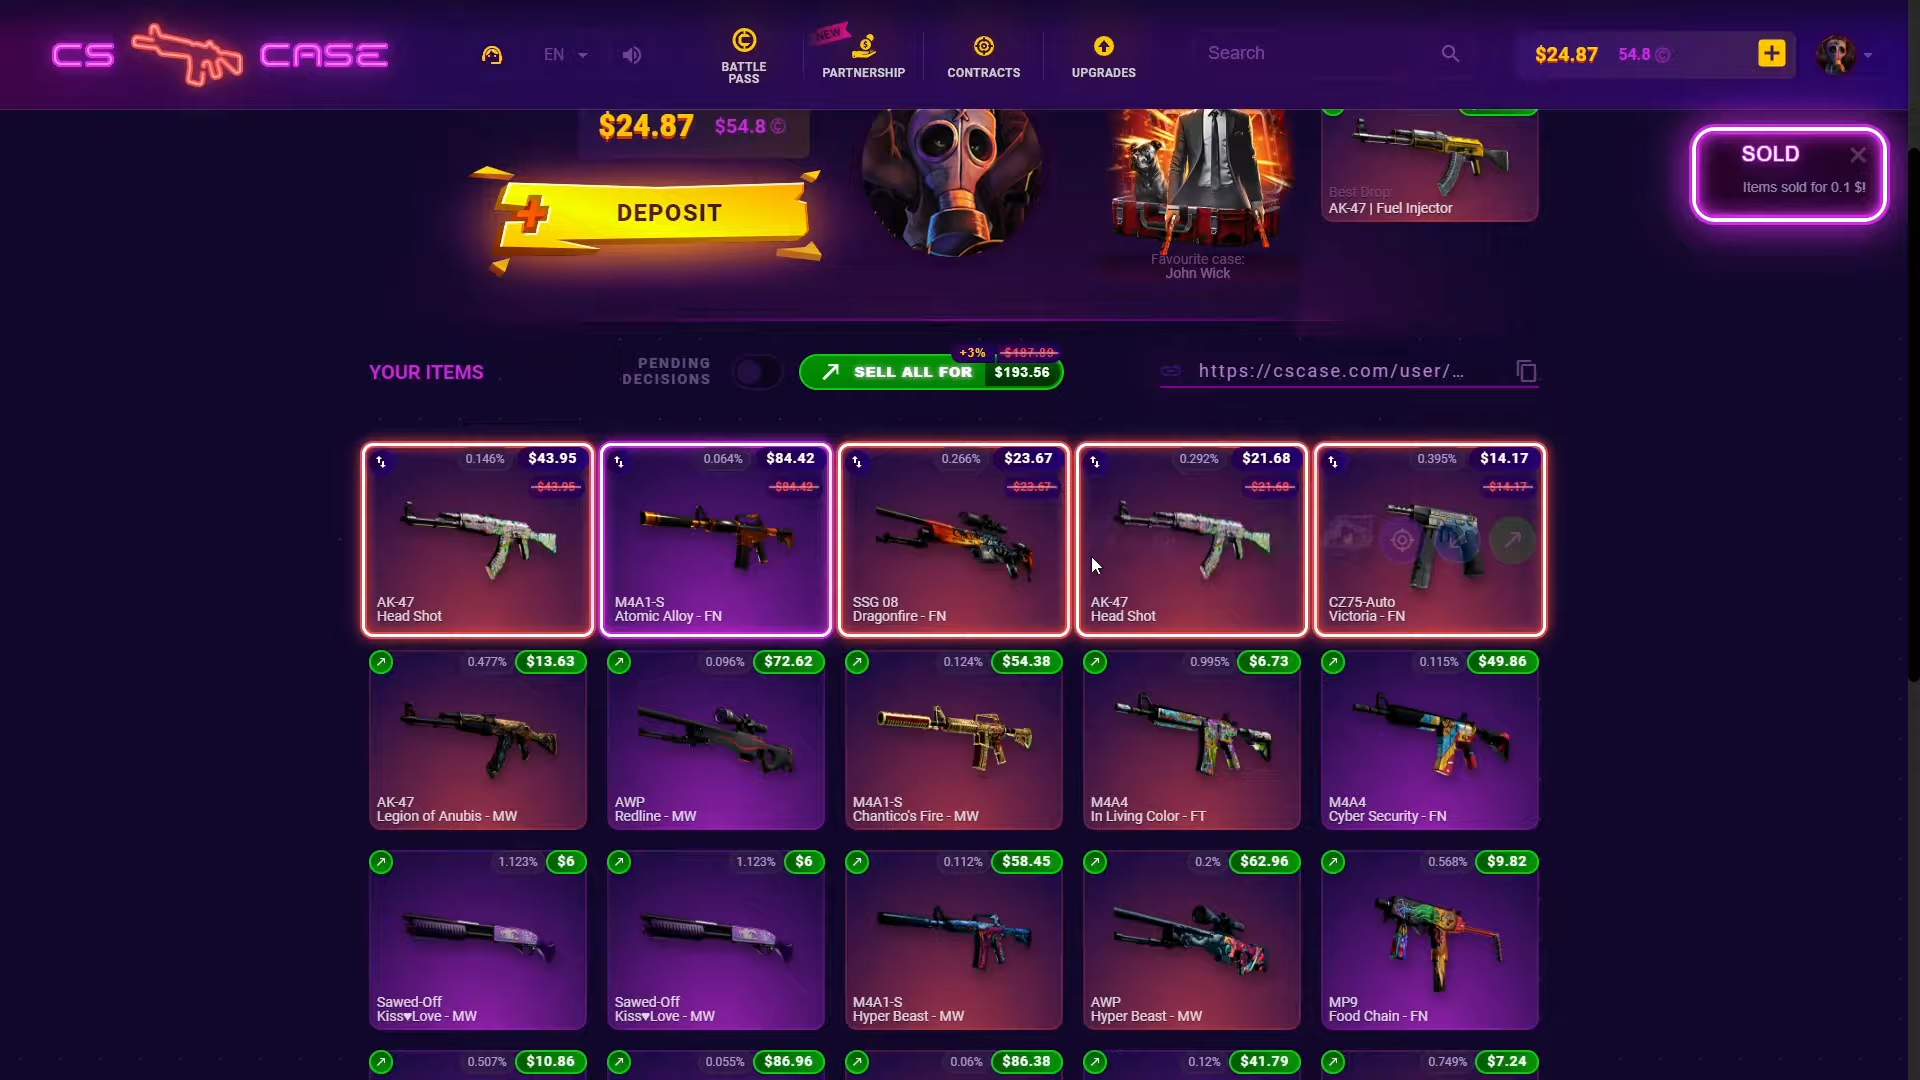 CS CASE
EN
BATTLE
PASS
NEW
PARTNERSHIP
CONTRACTS
UPGRADES
Search
$24.87 54.8
$24.87 $54.8
DEPOSIT
Favourite case:
John Wick
Best Drop:
AK-47 | Fuel Injector
SOLD
Items sold for 0.1 $!
YOUR ITEMS
PENDING
DECISIONS
SELL ALL FOR
+3% $187.89
$193.56
https://cscase.com/user/...
0.146% $43.95
$43.95
AK-47
Head Shot
0.064% $84.42
$84.42
M4A1-S
Atomic Alloy - FN
0.266% $23.67
$23.67
SSG 08
Dragonfire - FN
0.292% $21.68
$21.68
AK-47
Head Shot
0.395% $14.17
$14.17
CZ75-Auto
Victoria - FN
0.477% $13.63
AK-47
Legion of Anubis - MW
0.096% $72.62
AWP
Redline - MW
0.124% $54.38
M4A1-S
Chantico's Fire - MW
0.995% $6.73
M4A4
In Living Color - FT
0.115% $49.86
M4A4
Cyber Security - FN
1.123% $6
Sawed-Off
Kiss♥Love - MW
1.123% $6
Sawed-Off
Kiss♥Love - MW
0.112% $58.45
M4A1-S
Hyper Beast - MW
0.2% $62.96
AWP
Hyper Beast - MW
0.568% $9.82
MP9
Food Chain - FN
0.507% $10.86
0.055% $86.96
0.06% $86.38
0.12% $41.79
0.749% $7.24